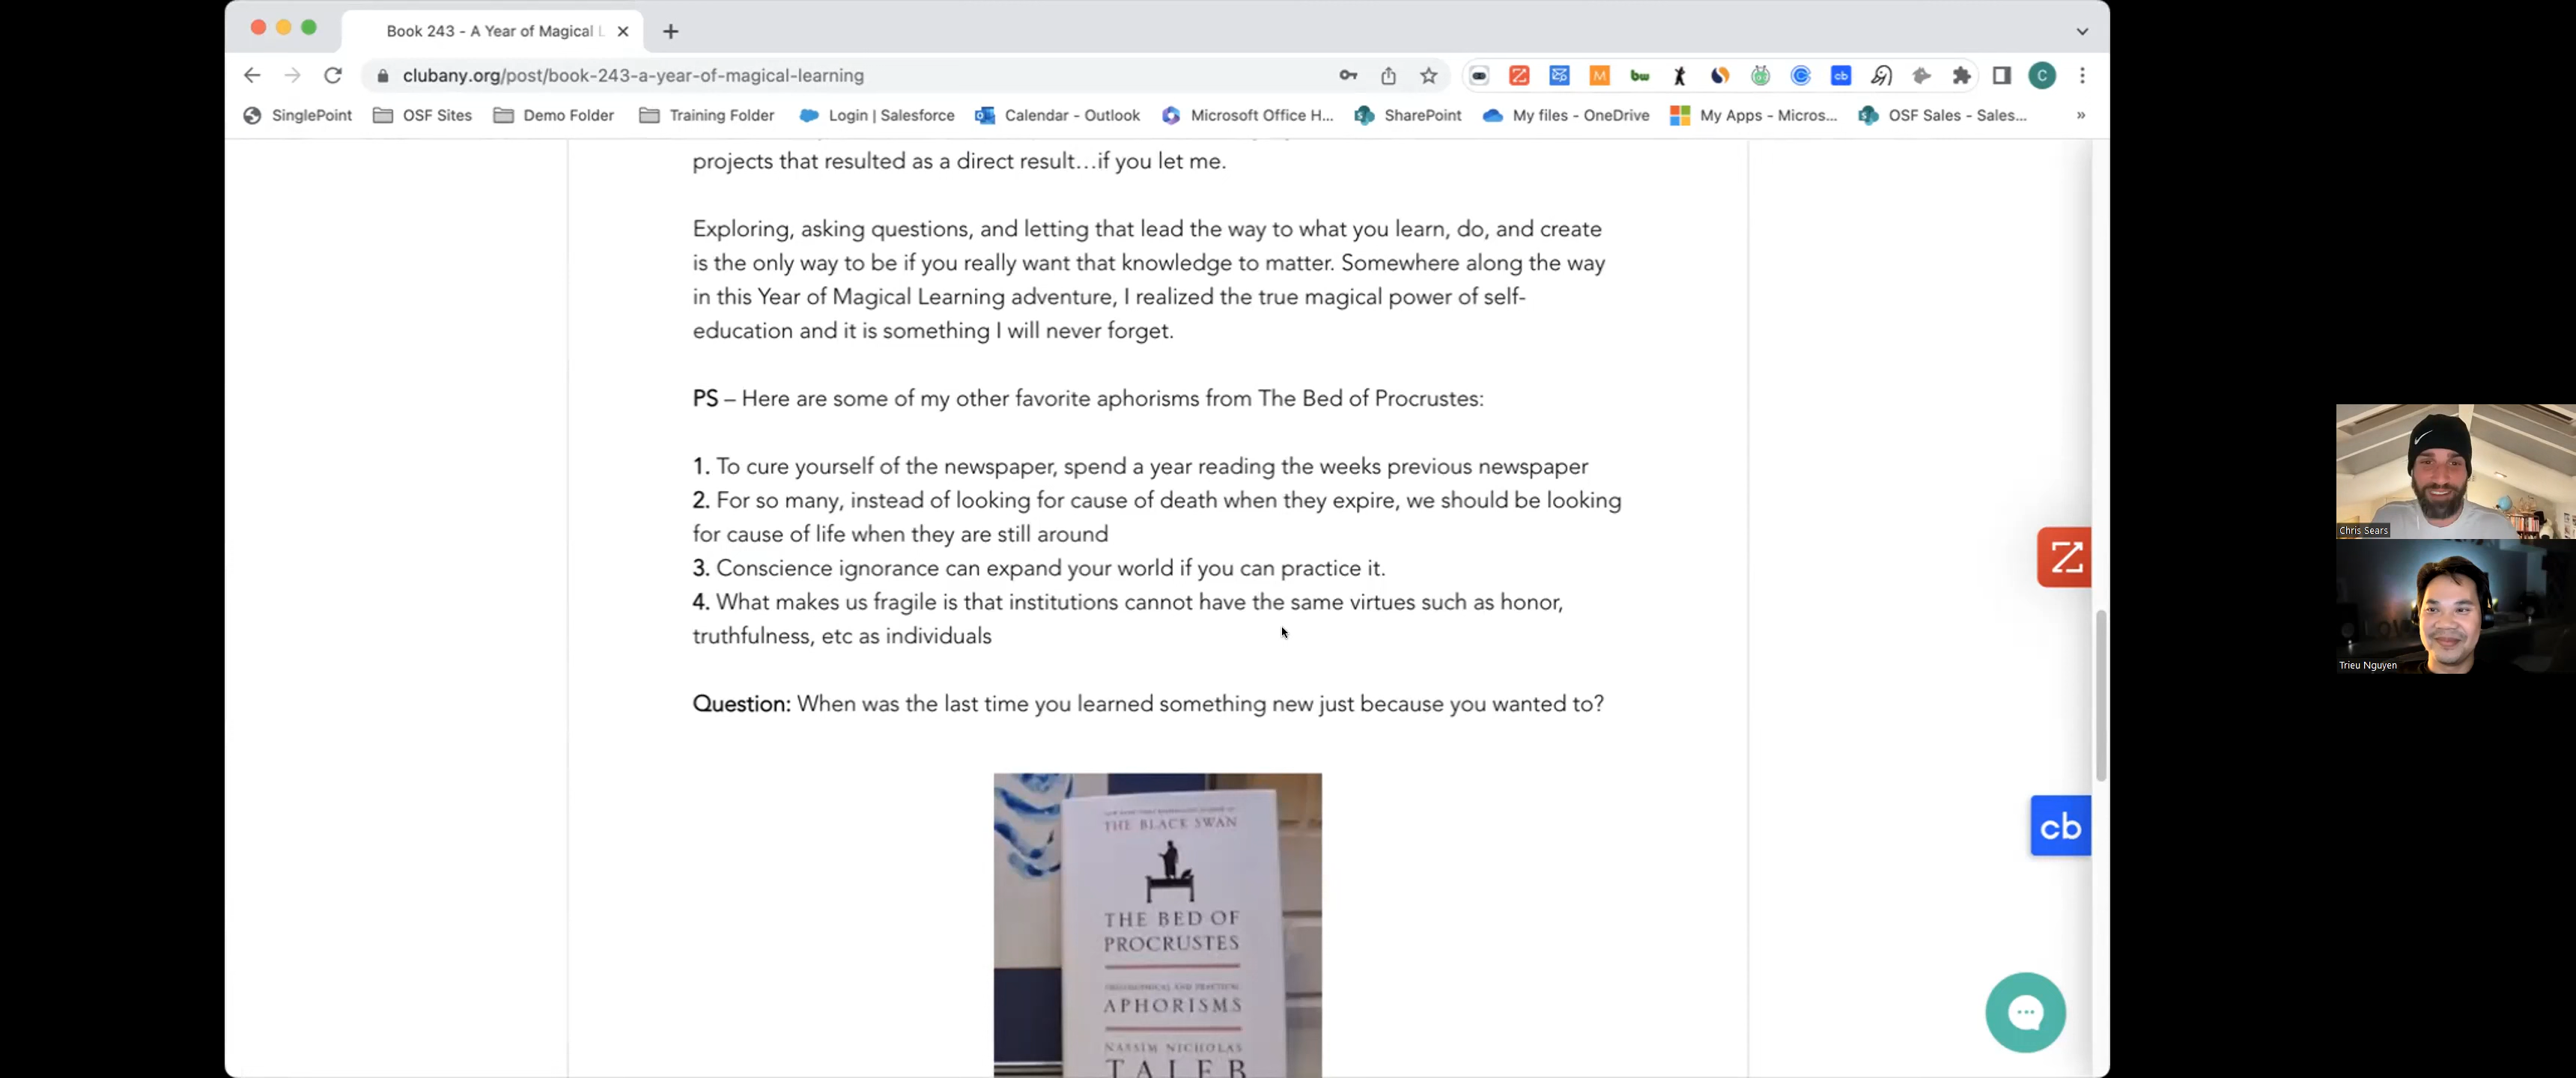 Book 243 - A Year of Magical L
clubany.org/post/book-243-a-year-of-magical-learning
M
bw
cb
C
SinglePoint
OSF Sites
Demo Folder
Training Folder
Login | Salesforce
Calendar - Outlook
Microsoft Office H...
SharePoint
My files - OneDrive
My Apps - Micros...
OSF Sales - Sales...
»
projects that resulted as a direct result...if you let me.
Exploring, asking questions, and letting that lead the way to what you learn, do, and create
is the only way to be if you really want that knowledge to matter. Somewhere along the way
in this Year of Magical Learning adventure, I realized the true magical power of self-
education and it is something I will never forget.
PS – Here are some of my other favorite aphorisms from The Bed of Procrustes:
1. To cure yourself of the newspaper, spend a year reading the weeks previous newspaper
2. For so many, instead of looking for cause of death when they expire, we should be looking
for cause of life when they are still around
3. Conscience ignorance can expand your world if you can practice it.
4. What makes us fragile is that institutions cannot have the same virtues such as honor,
truthfulness, etc as individuals
Question: When was the last time you learned something new just because you wanted to?
THE BLACK SWAN
THE BED OF
PROCRUSTES
PHILOSOPHICAL AND PRACTICAL
APHORISMS
NASSIM NICHOLAS
TALEB
cb
Chris Sears
Trieu Nguyen